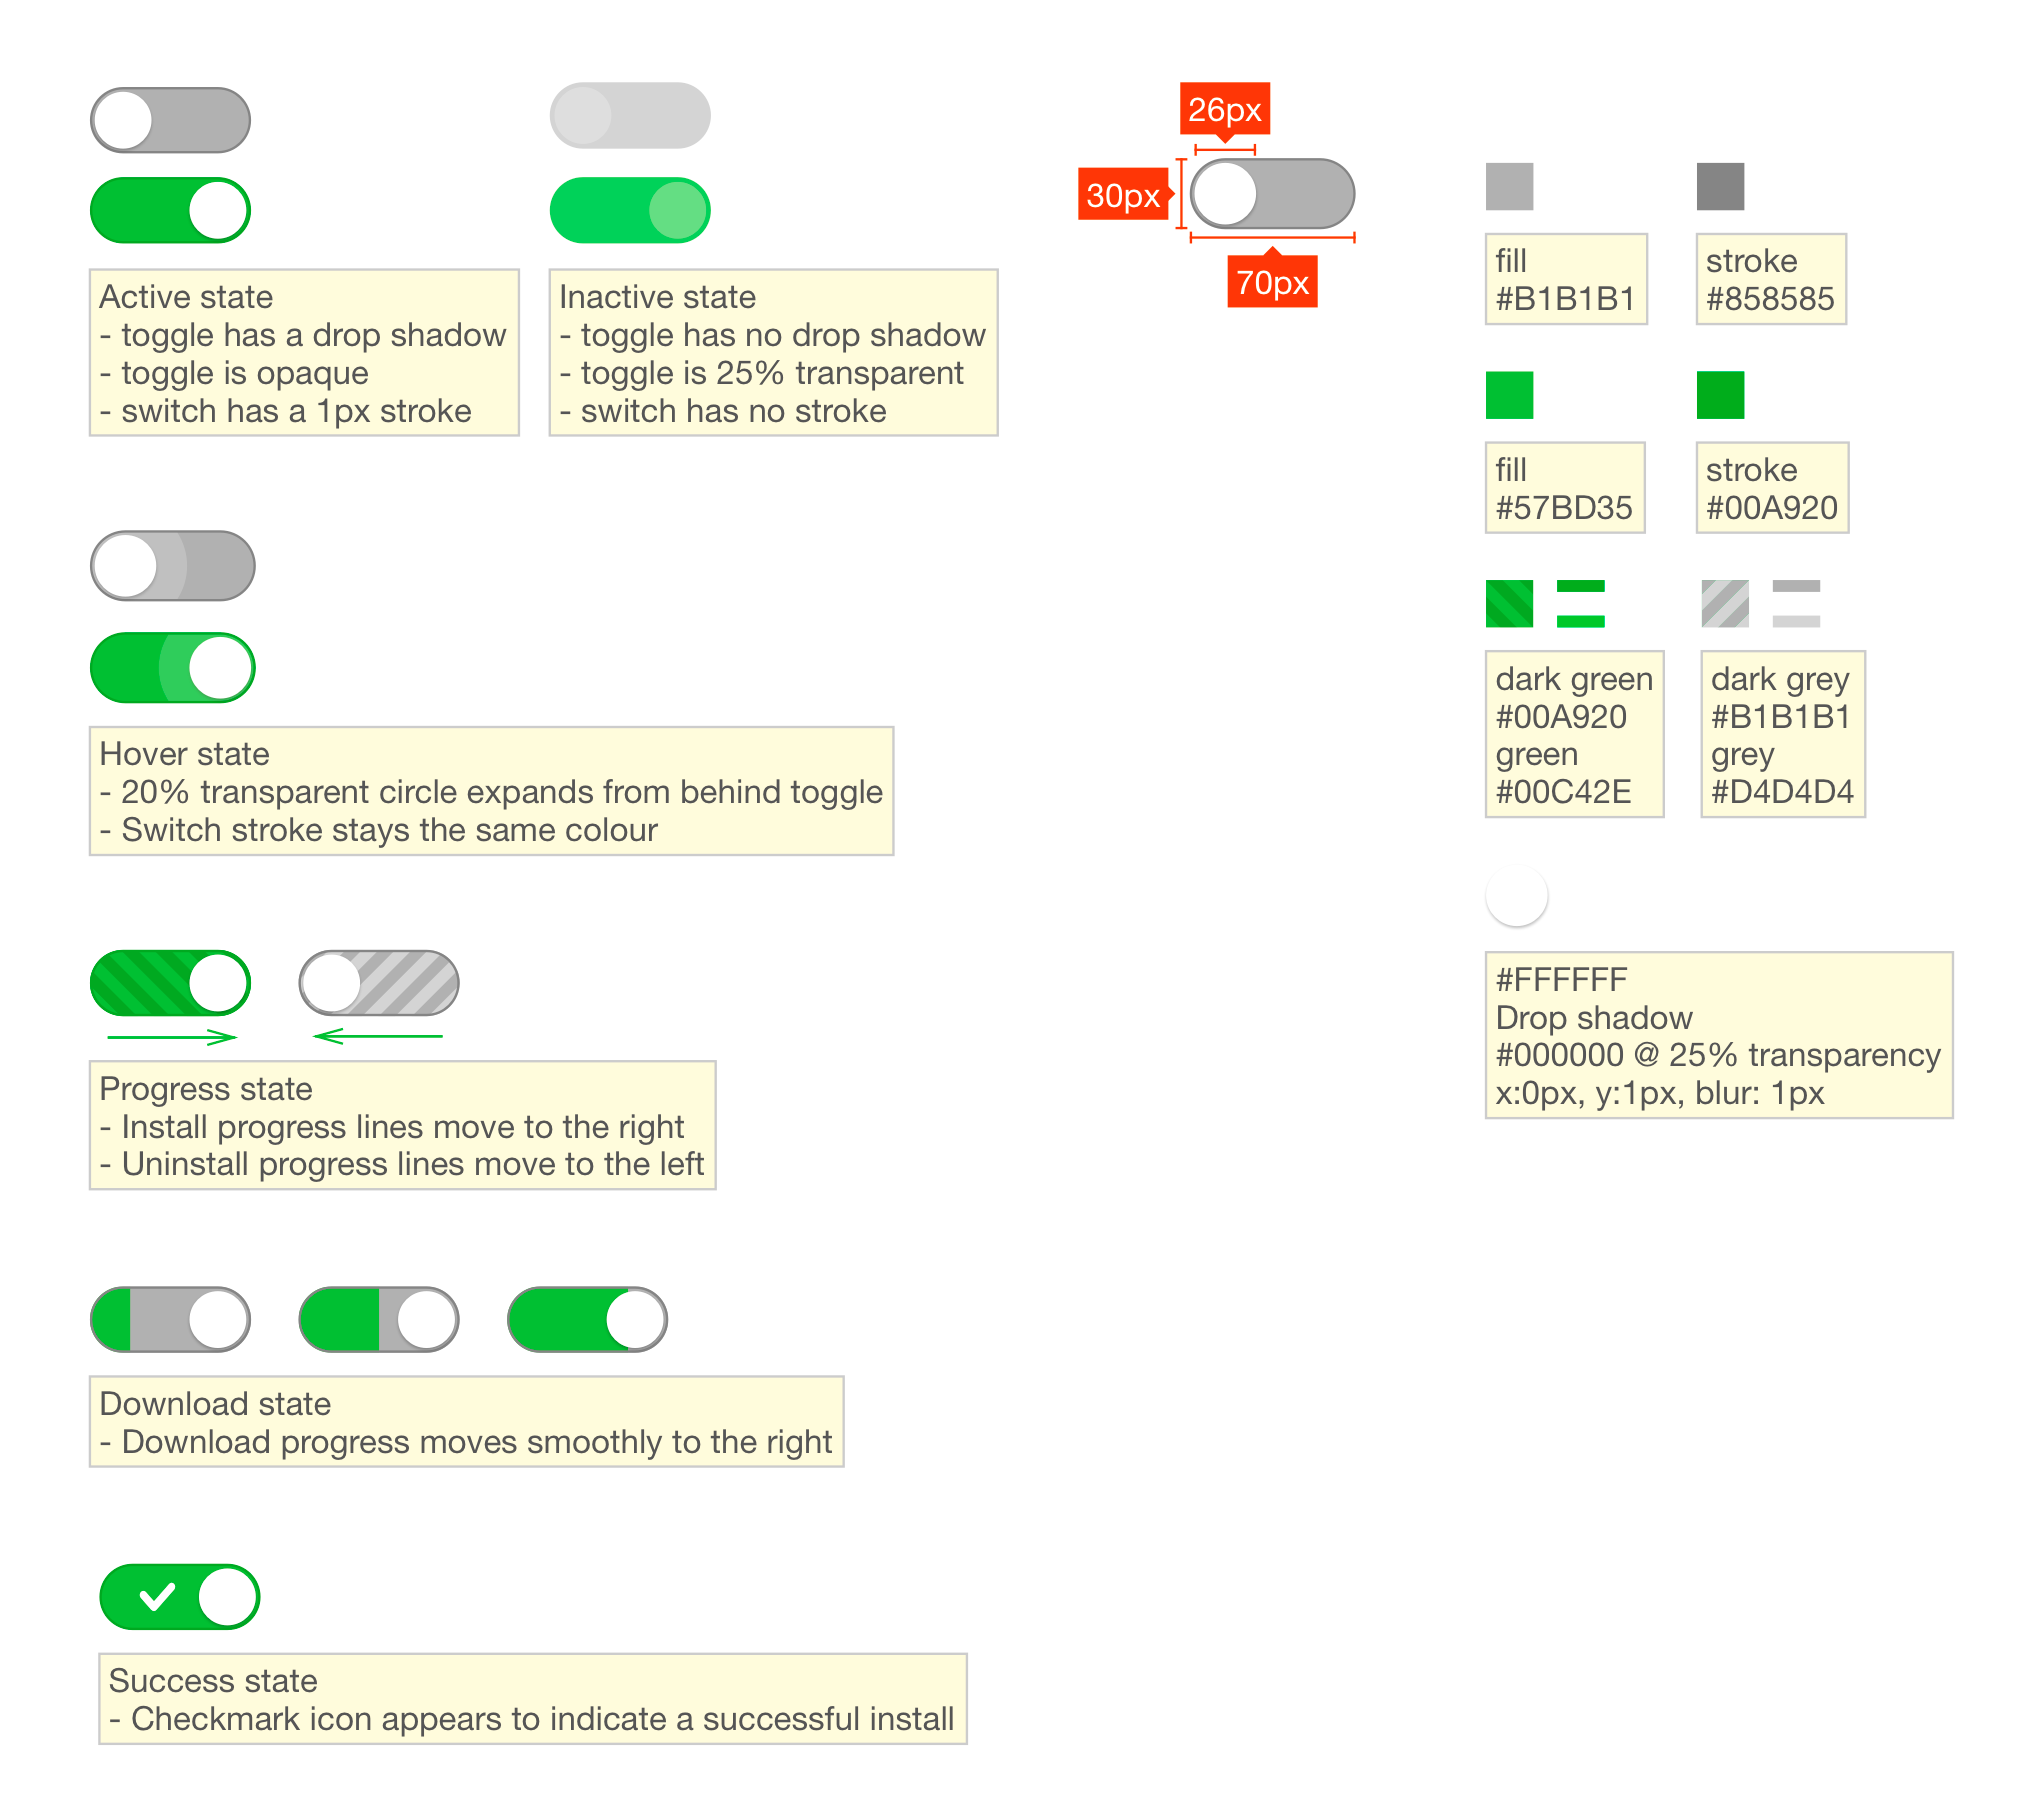 Active state
- toggle has a drop shadow
- toggle is opaque
- switch has a 1px stroke
Inactive state
- toggle has no drop shadow
- toggle is 25% transparent
- switch has no stroke
26px
30px
70px
fill
#B1B1B1
stroke
#858585
fill
#57BD35
stroke
#00A920
Hover state
- 20% transparent circle expands from behind toggle
- Switch stroke stays the same colour
dark green
#00A920
green
#00C42E
dark grey
#B1B1B1
grey
#D4D4D4
#FFFFFF
Drop shadow
#000000 @ 25% transparency
x:0px, y:1px, blur: 1px
Progress state
- Install progress lines move to the right
- Uninstall progress lines move to the left
Download state
- Download progress moves smoothly to the right
Success state
- Checkmark icon appears to indicate a successful install